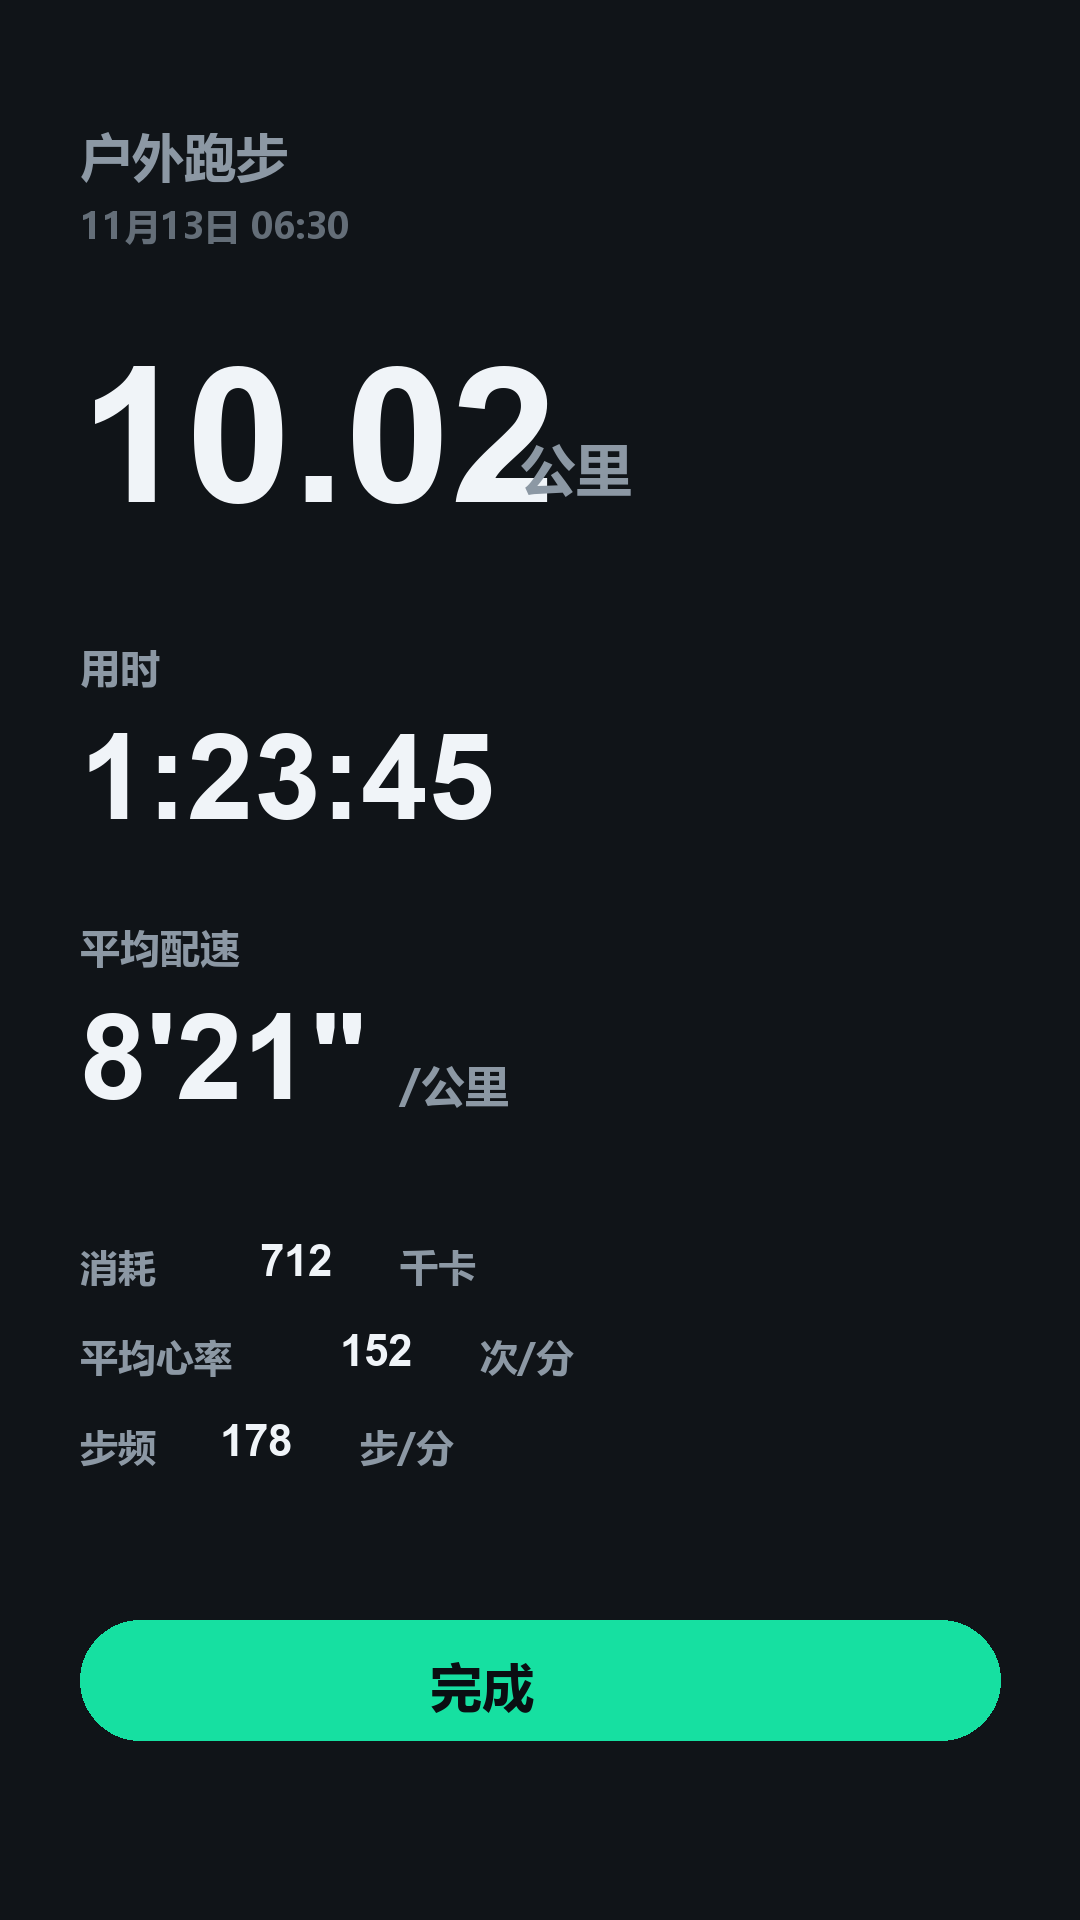 户外跑步
11月13日 06:30
10.02公里
用时
1:23:45
平均配速
8'21" /公里
消耗 712 千卡
平均心率 152 次/分
步频 178 步/分
完成